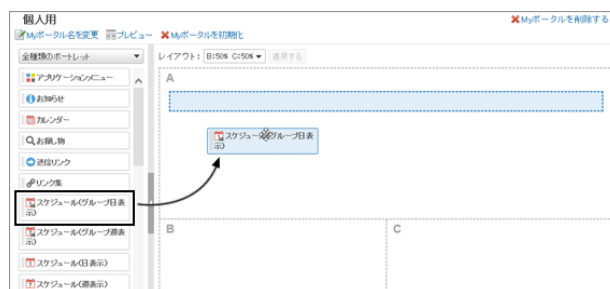 個人用
Myポータルを削除する
Myポータル名を変更 プレビュー Myポータルを初期化
全種類のポートレット
レイアウト: B:50% C:50% 適用する
アプリケーションメニュー
A
お知らせ
カレンダー
お探し物
スケジュール(グループ日表
示)
送信リンク
リンク集
スケジュール(グループ日表
示)
スケジュール(グループ週表
示)
B
C
スケジュール(日表示)
スケジュール(週表示)